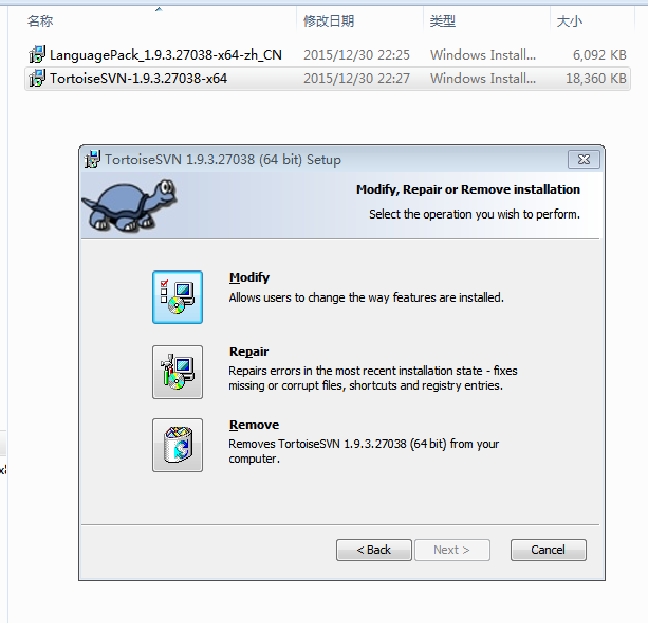 名称 修改日期 类型 大小
LanguagePack_1.9.3.27038-x64-zh_CN 2015/12/30 22:25 Windows Install... 6,092 KB
TortoiseSVN-1.9.3.27038-x64 2015/12/30 22:27 Windows Install... 18,360 KB
TortoiseSVN 1.9.3.27038 (64 bit) Setup
Modify, Repair or Remove installation
Select the operation you wish to perform.
Modify
Allows users to change the way features are installed.
Repair
Repairs errors in the most recent installation state - fixes
missing or corrupt files, shortcuts and registry entries.
Remove
Removes TortoiseSVN 1.9.3.27038 (64 bit) from your
computer.
< Back Next > Cancel